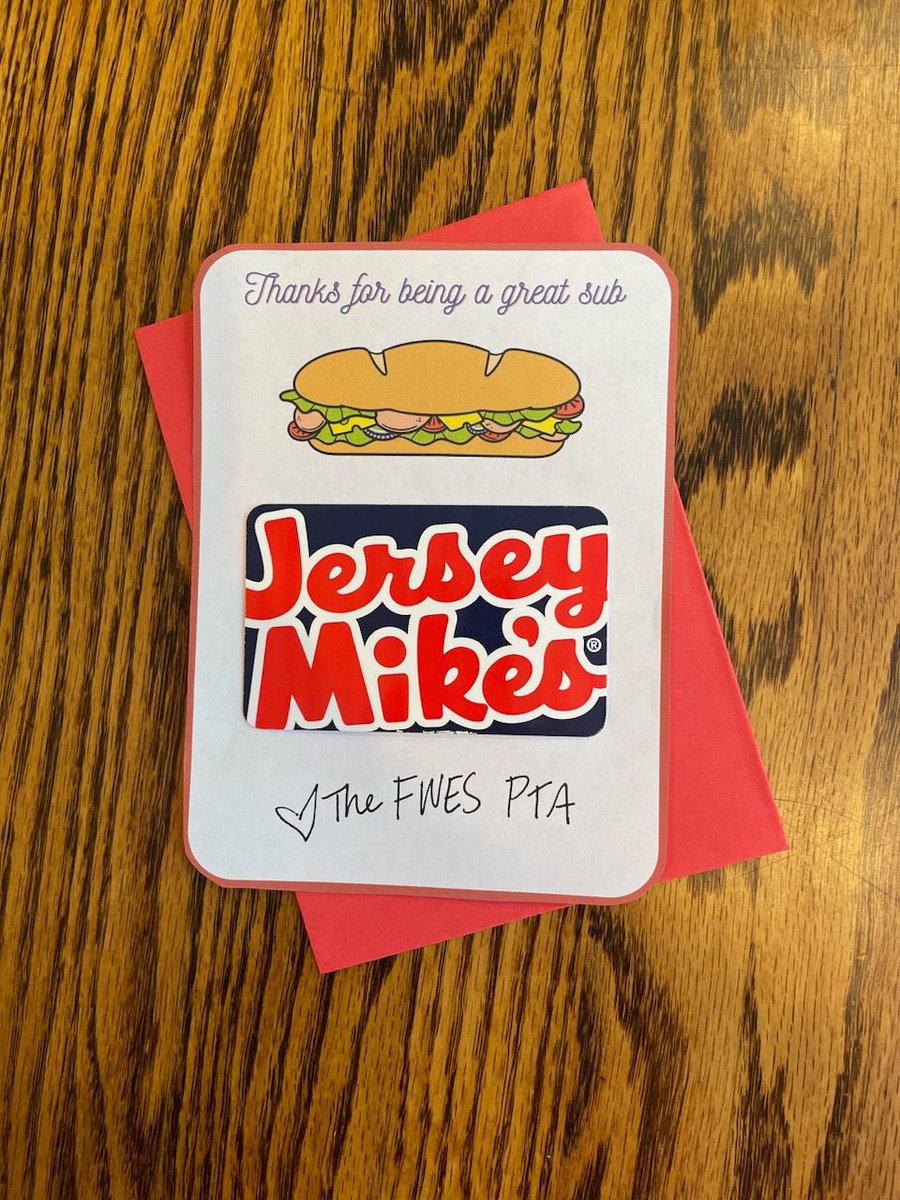 Thanks for being a great sub
Jersey
Mike's®
♡ The FWES PTA